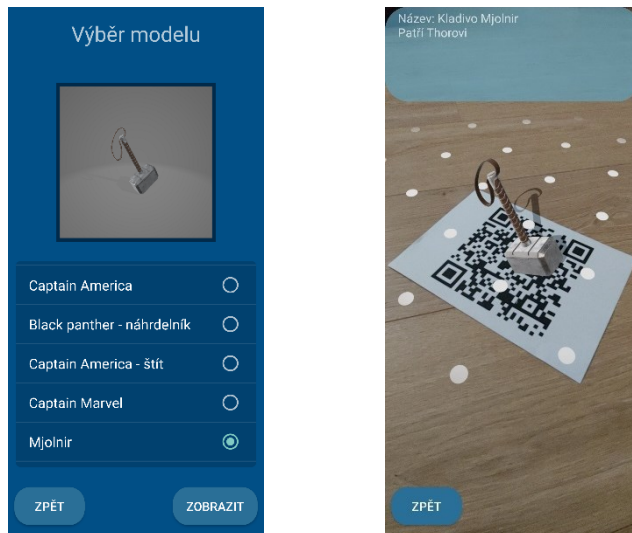 Výběr modelu
Captain America
Black panther - náhrdelník
Captain America - štít
Captain Marvel
Mjolnir
ZPĚT
ZOBRAZIT
Název: Kladivo Mjolnir
Patří Thorovi
ZPĚT